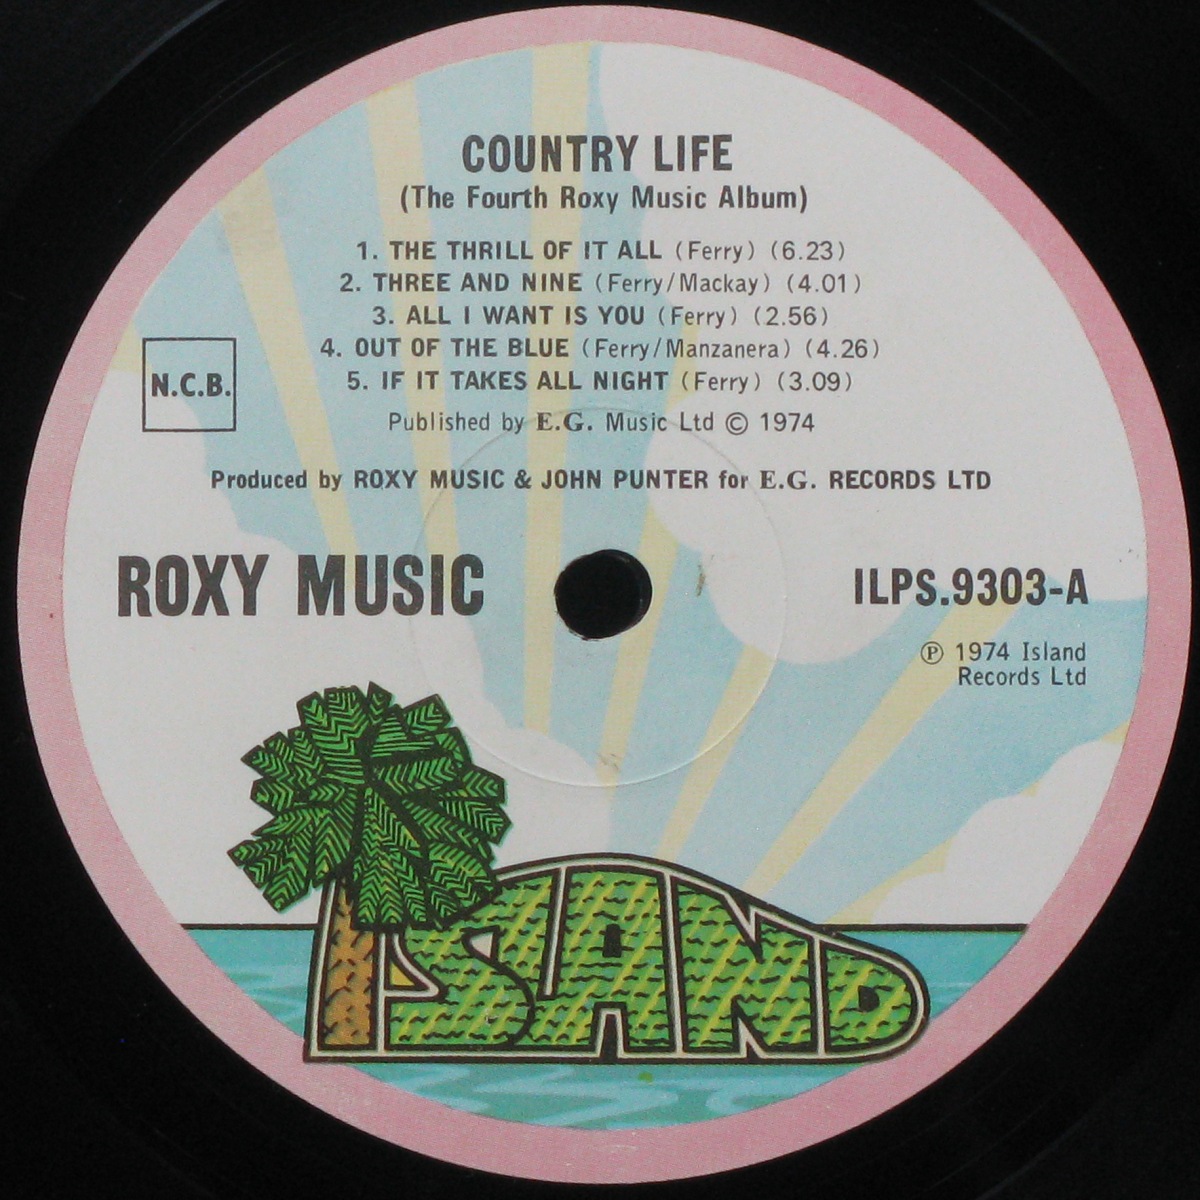 COUNTRY LIFE
(The Fourth Roxy Music Album)
1. THE THRILL OF IT ALL (Ferry) (6.23)
2. THREE AND NINE (Ferry/Mackay) (4.01)
3. ALL I WANT IS YOU (Ferry) (2.56)
4. OUT OF THE BLUE (Ferry/Manzanera) (4.26)
5. IF IT TAKES ALL NIGHT (Ferry) (3.09)
N.C.B.
Published by E.G. Music Ltd © 1974
Produced by ROXY MUSIC & JOHN PUNTER for E.G. RECORDS LTD
ROXY MUSIC
ILPS.9303-A
℗ 1974 Island
Records Ltd
ISLAND